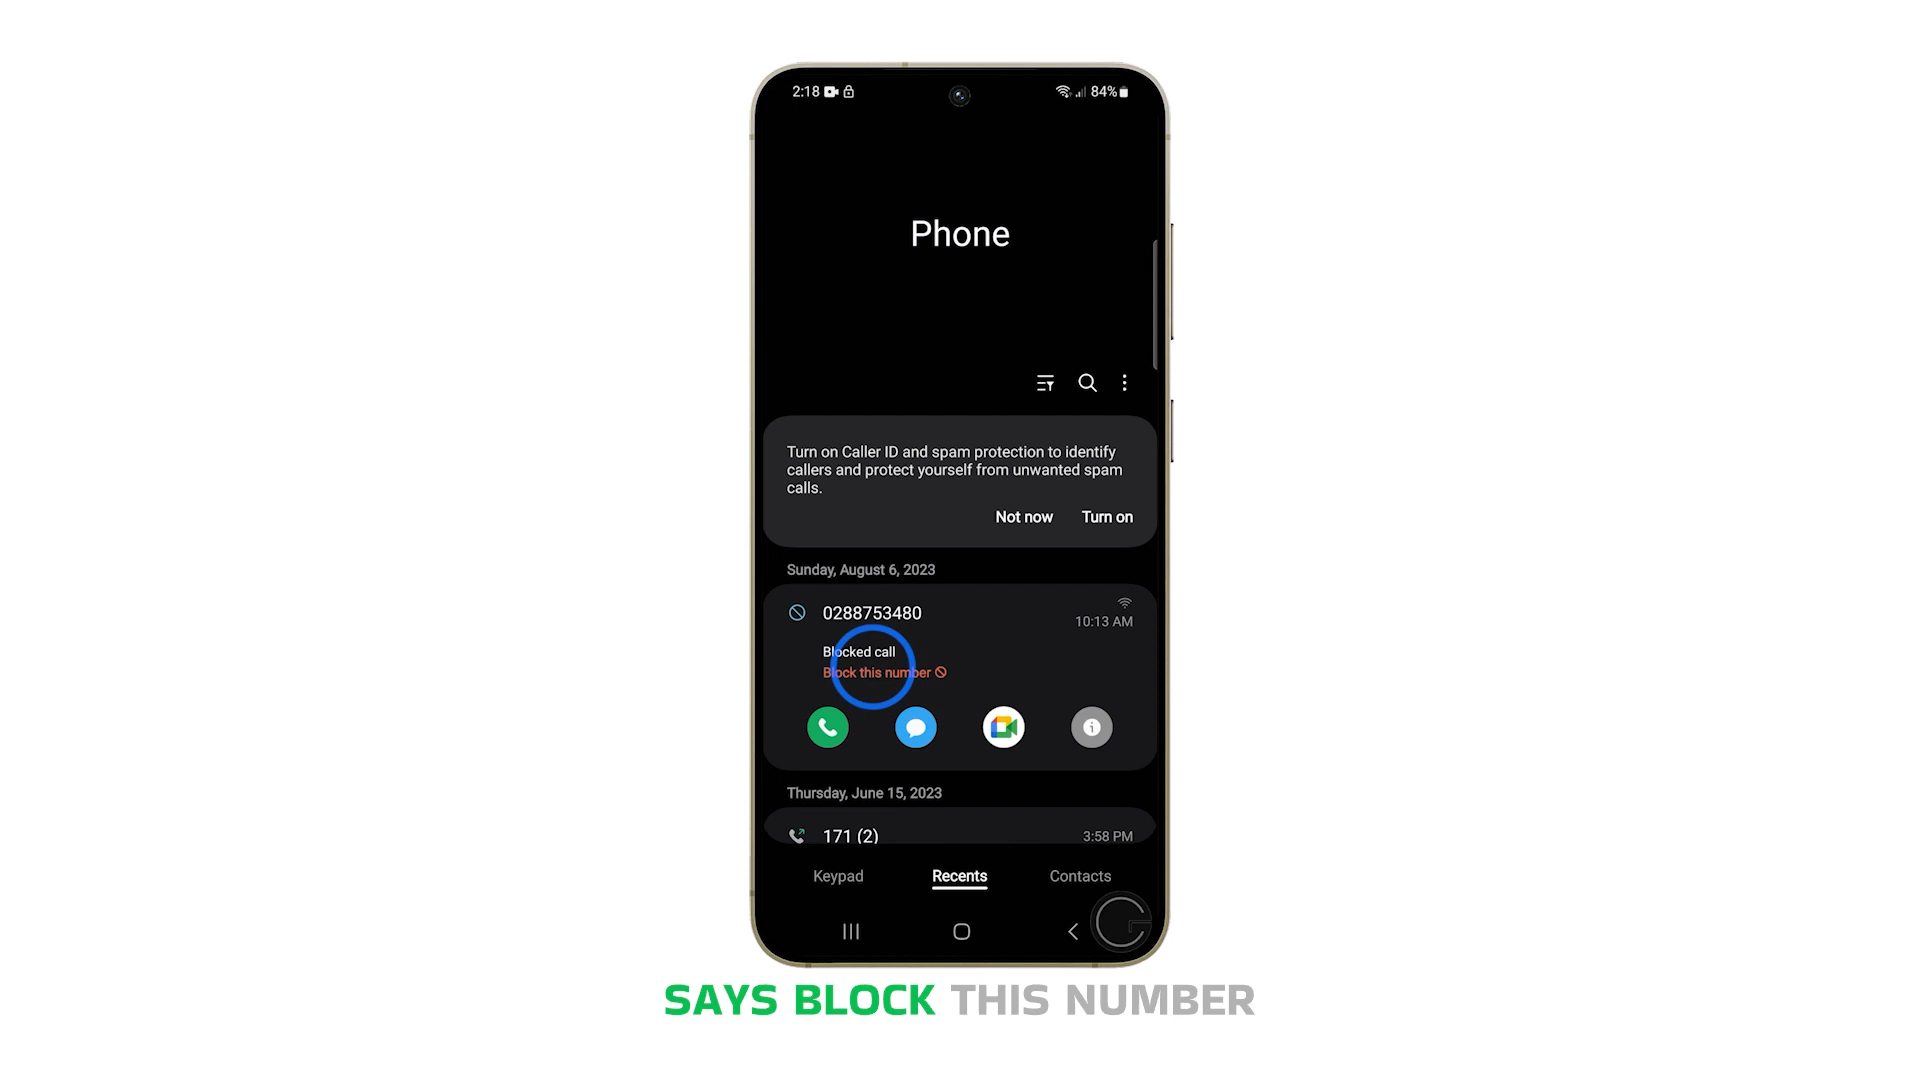 2:18
84%
Phone
Turn on Caller ID and spam protection to identify
callers and protect yourself from unwanted spam
calls.
Not now Turn on
Sunday, August 6, 2023
0288753480
10:13 AM
Blocked call
Block this number
Thursday, June 15, 2023
171 (2)
3:58 PM
Keypad Recents Contacts
SAYS BLOCK THIS NUMBER